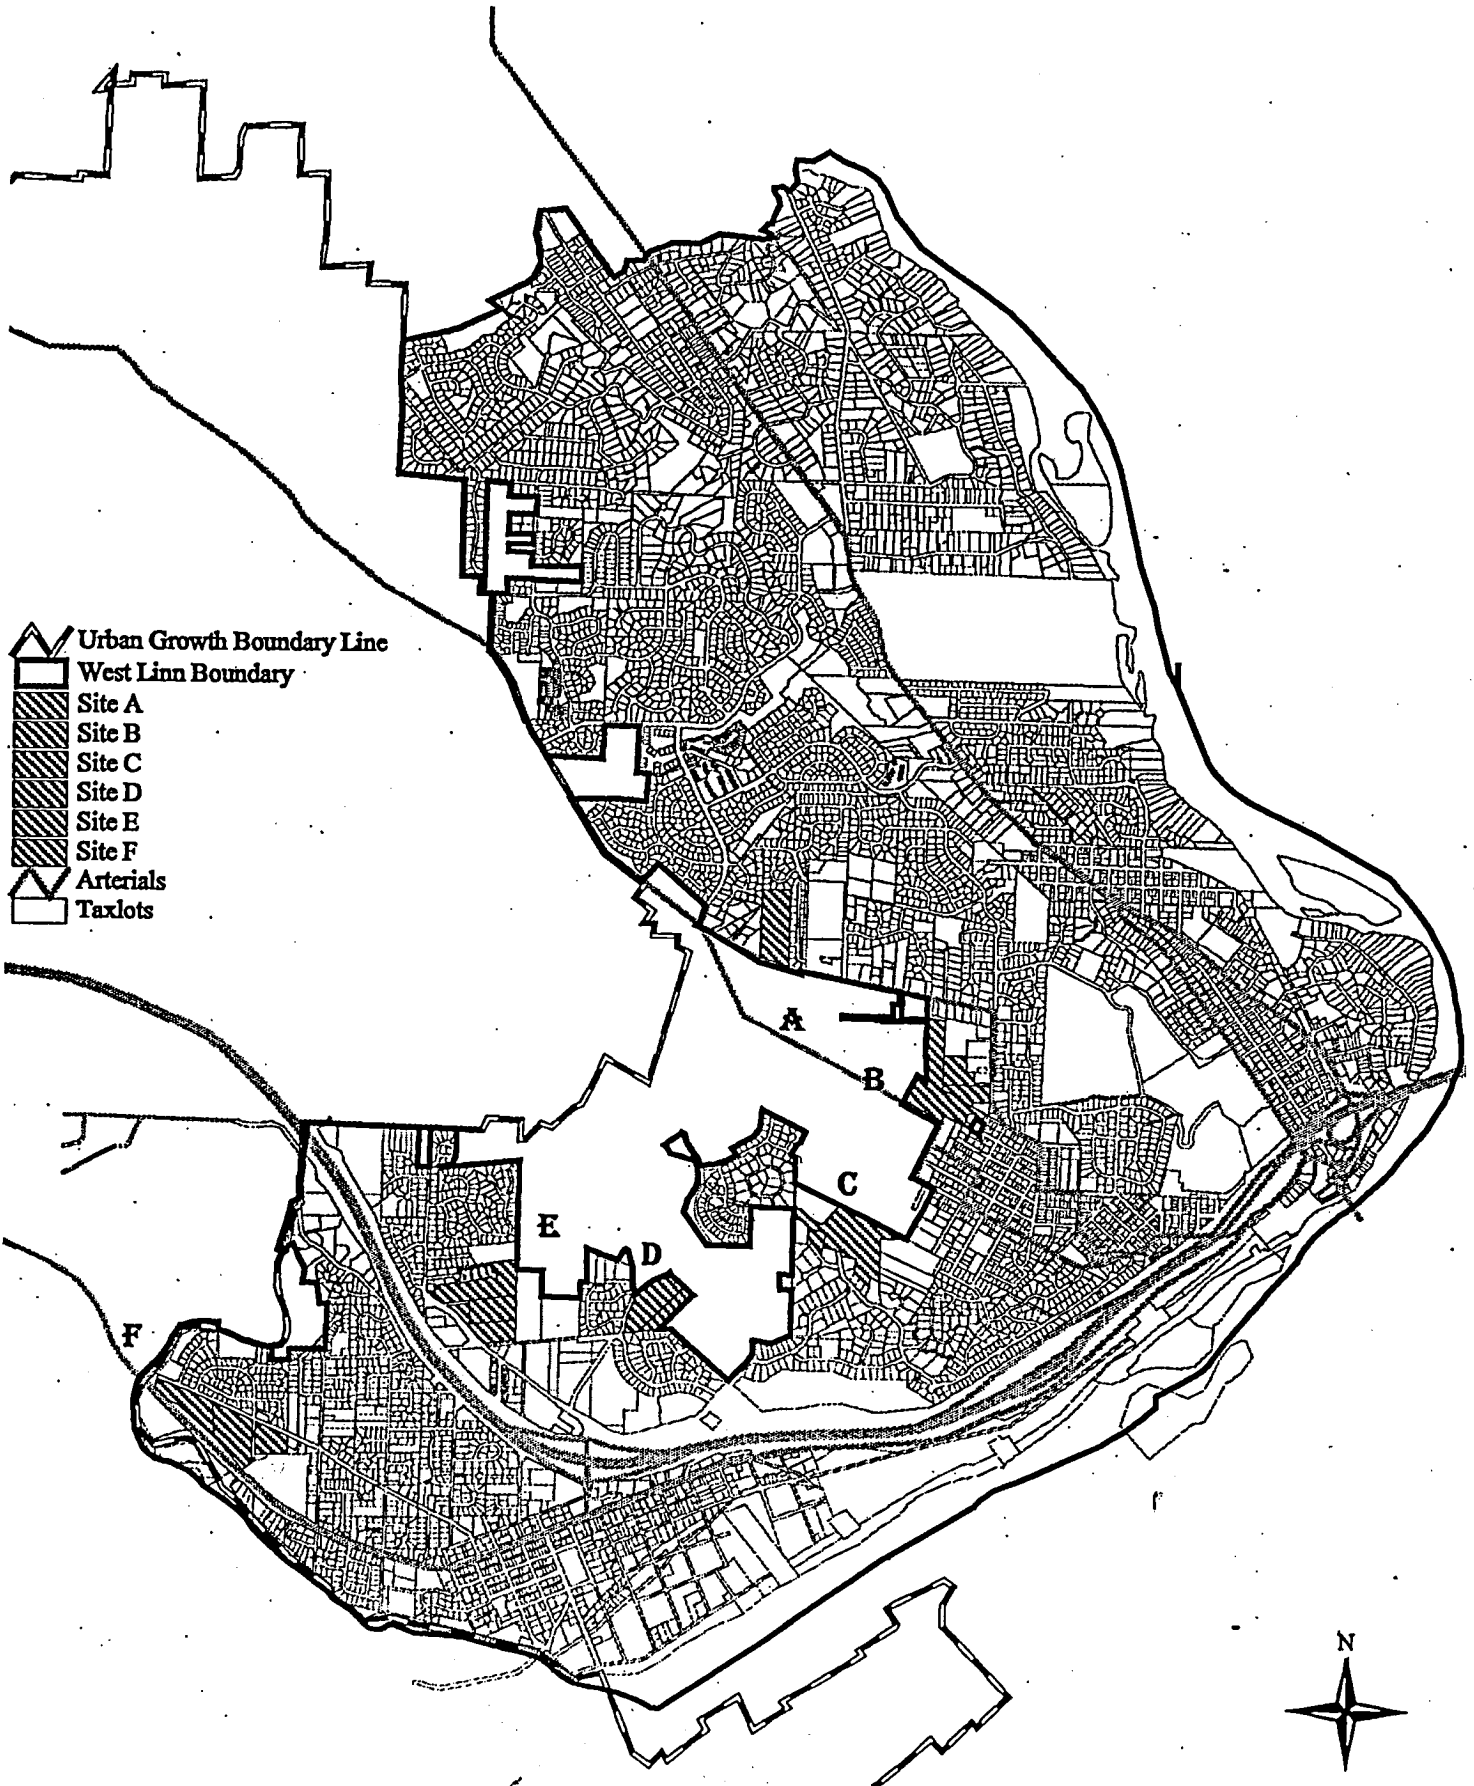 Urban Growth Boundary Line
West Linn Boundary
Site A
Site B
Site C
Site D
Site E
Site F
Arterials
Taxlots
A
B
C
E
D
F
N